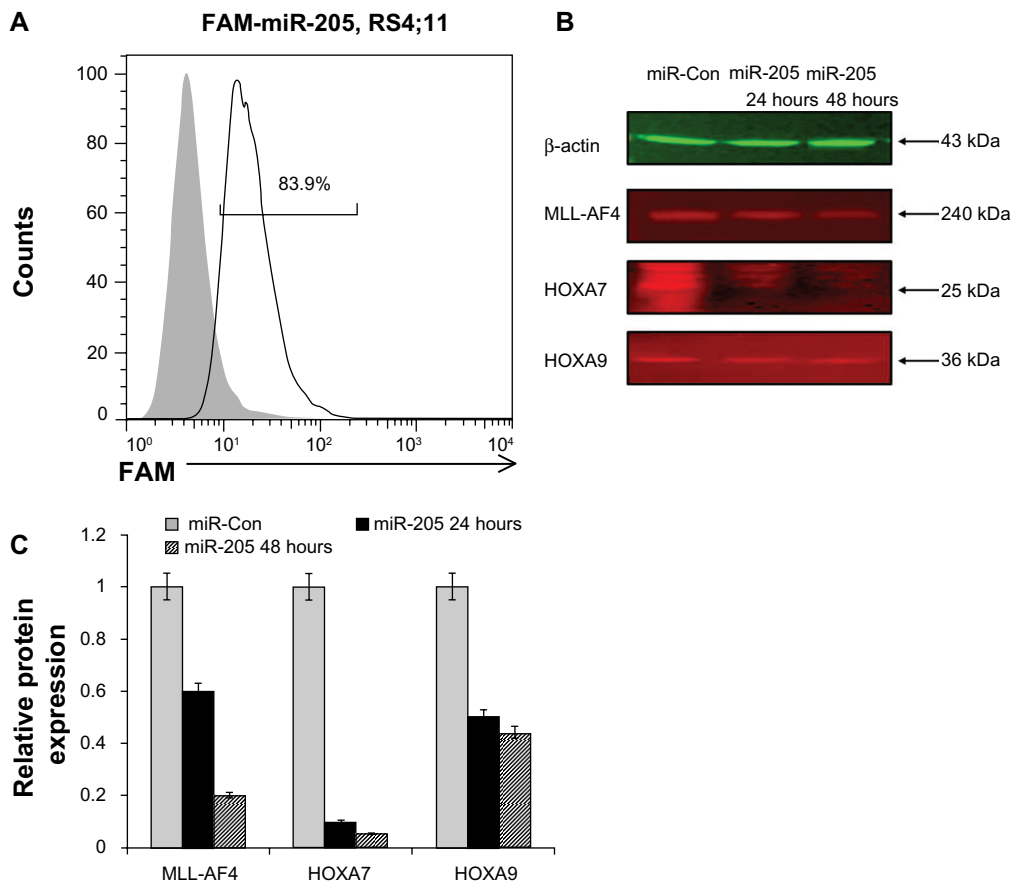 A
FAM-miR-205, RS4;11
100
80
60
40
20
0
Counts
83.9%
10⁰
10¹
10²
10³
10⁴
FAM
B
miR-Con
miR-205
24 hours
miR-205
48 hours
β-actin
43 kDa
MLL-AF4
240 kDa
HOXA7
25 kDa
HOXA9
36 kDa
C
miR-Con
miR-205 24 hours
miR-205 48 hours
1.2
1
0.8
0.6
0.4
0.2
0
Relative protein
expression
MLL-AF4
HOXA7
HOXA9